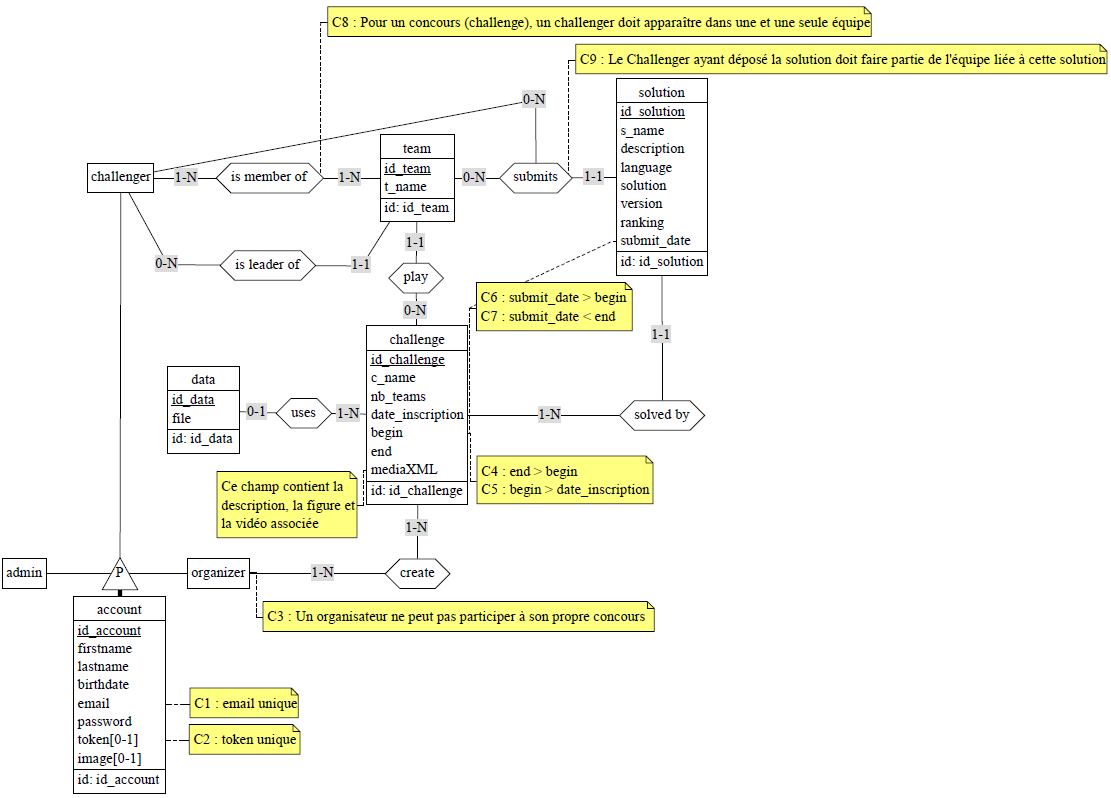 C8 : Pour un concours (challenge), un challenger doit apparaître dans une et une seule équipe
C9 : Le Challenger ayant déposé la solution doit faire partie de l'équipe liée à cette solution
0-N
solution
id_solution
s_name
description
language
solution
version
ranking
submit_date
id: id_solution
team
id_team
t_name
id: id_team
challenger
1-N
is member of
1-N
0-N
submits
1-1
0-N
is leader of
1-1
1-1
play
0-N
C6 : submit_date > begin
C7 : submit_date < end
1-1
challenge
id_challenge
c_name
nb_teams
date_inscription
begin
end
mediaXML
id: id_challenge
data
id_data
file
id: id_data
0-1
uses
1-N
1-N
solved by
C4 : end > begin
C5 : begin > date_inscription
Ce champ contient la
description, la figure et
la vidéo associée
1-N
admin
P
organizer
1-N
create
C3 : Un organisateur ne peut pas participer à son propre concours
account
id_account
firstname
lastname
birthdate
email
password
token[0-1]
image[0-1]
id: id_account
C1 : email unique
C2 : token unique